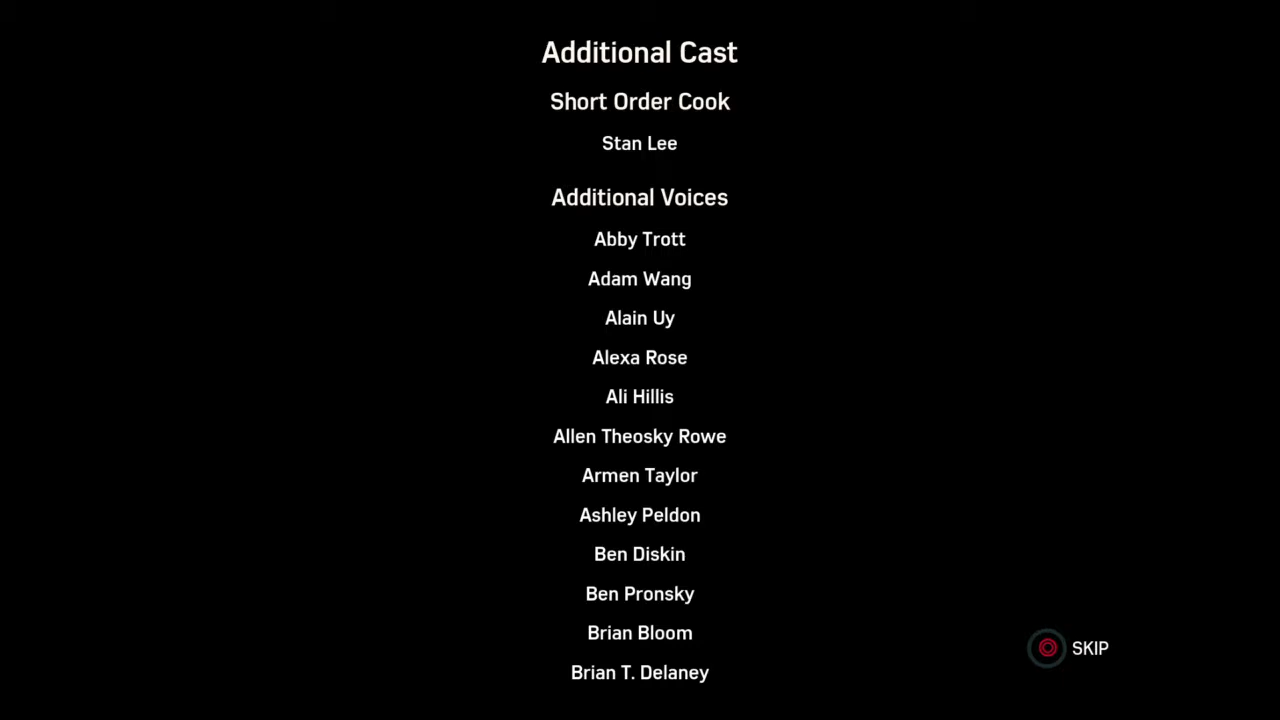 Additional Cast
Short Order Cook
Stan Lee
Additional Voices
Abby Trott
Adam Wang
Alain Uy
Alexa Rose
Ali Hillis
Allen Theosky Rowe
Armen Taylor
Ashley Peldon
Ben Diskin
Ben Pronsky
Brian Bloom
SKIP
Brian T. Delaney